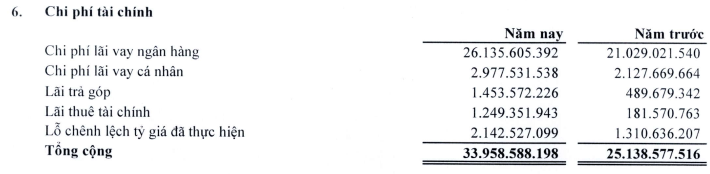 6. Chi phí tài chính
Năm nay Năm trước
Chi phí lãi vay ngân hàng 26.135.605.392 21.029.021.540
Chi phí lãi vay cá nhân 2.977.531.538 2.127.669.664
Lãi trả góp 1.453.572.226 489.679.342
Lãi thuê tài chính 1.249.351.943 181.570.763
Lỗ chênh lệch tỷ giá đã thực hiện 2.142.527.099 1.310.636.207
Tổng cộng 33.958.588.198 25.138.577.516